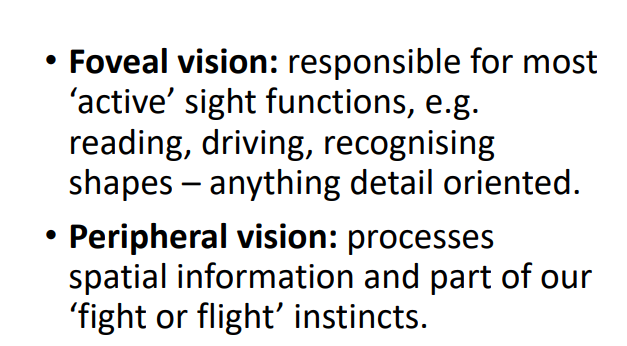 • Foveal vision: responsible for most
‘active’ sight functions, e.g.
reading, driving, recognising
shapes – anything detail oriented.
• Peripheral vision: processes
spatial information and part of our
‘fight or flight’ instincts.